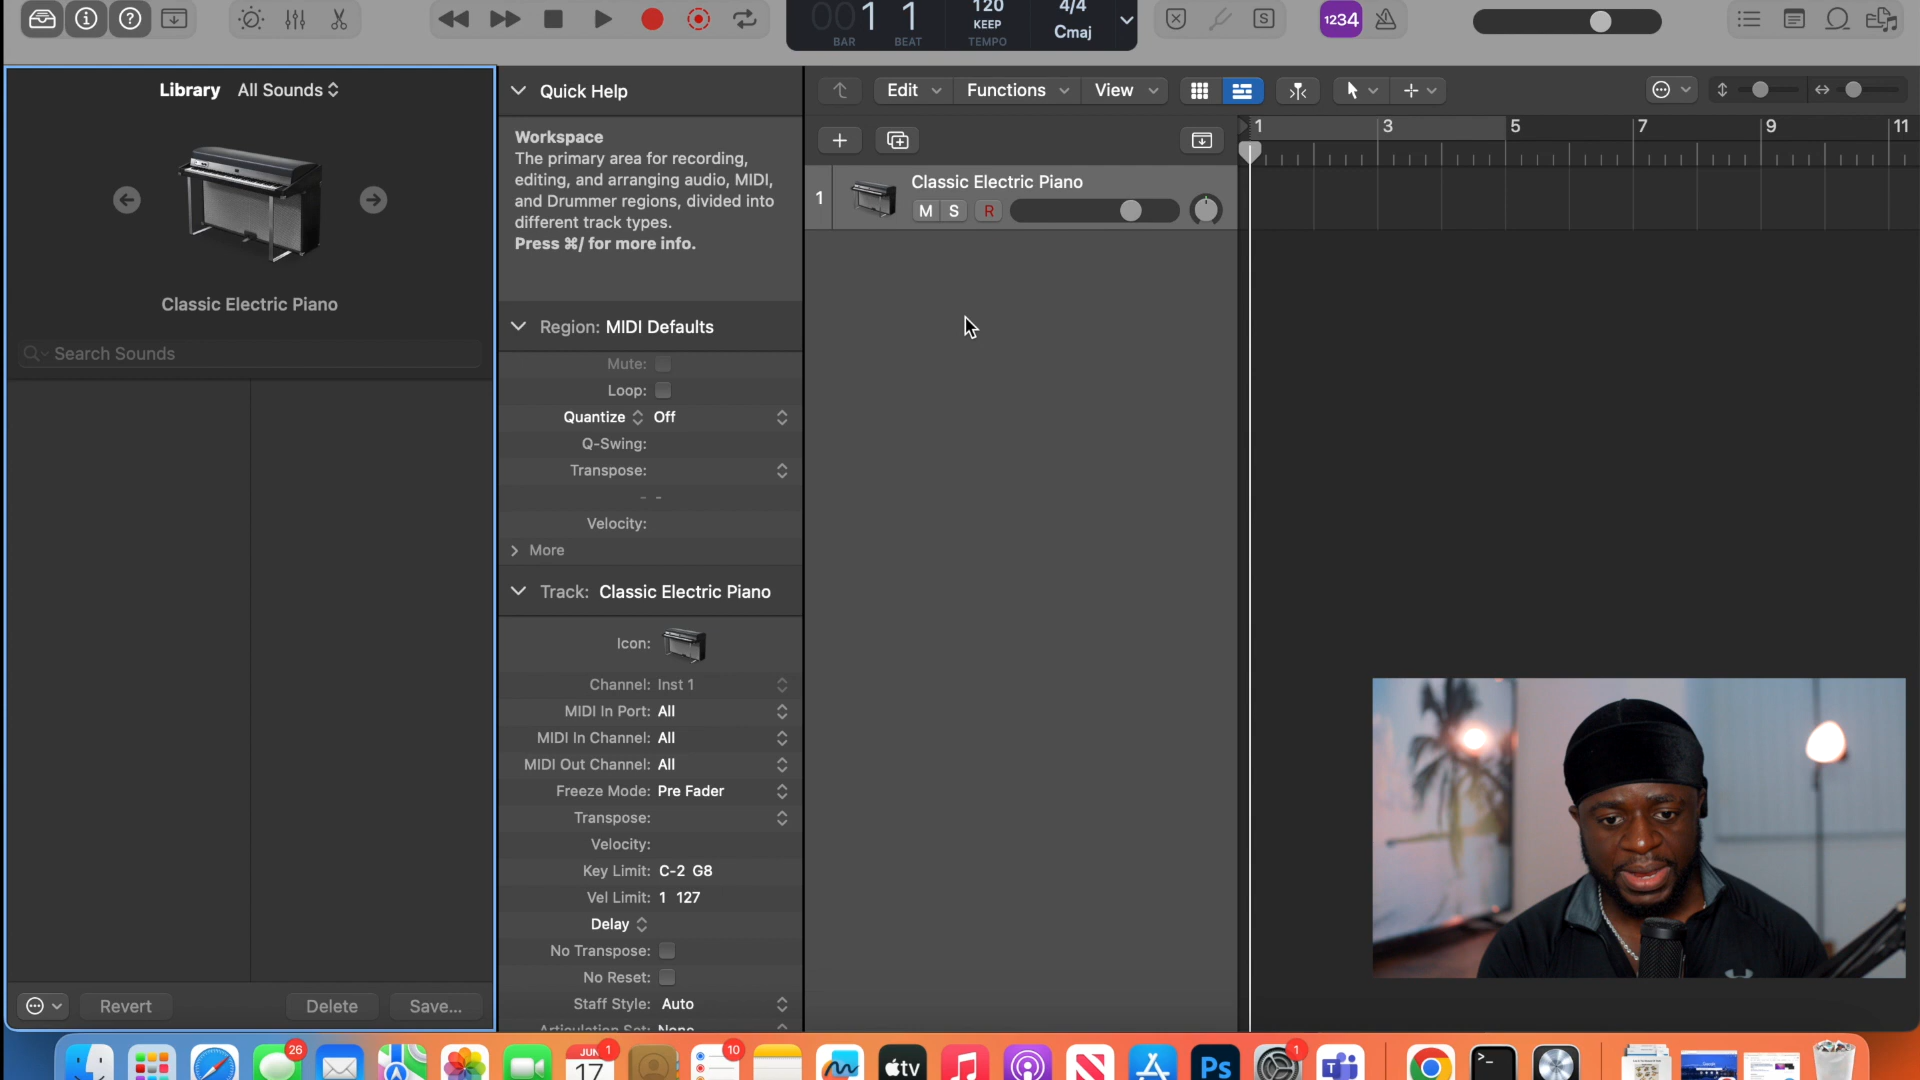 1 1
120
KEEP
TEMPO
4/4
Cmaj
BAR
BEAT
S
1234
Library All Sounds
Classic Electric Piano
Search Sounds
Revert
Delete
Save...
Quick Help
Workspace
The primary area for recording,
editing, and arranging audio, MIDI,
and Drummer regions, divided into
different track types.
Press ⌘/ for more info.
Region: MIDI Defaults
Mute:
Loop:
Quantize Off
Q-Swing:
Transpose:
- -
Velocity:
More
Track: Classic Electric Piano
Icon:
Channel: Inst 1
MIDI In Port: All
MIDI In Channel: All
MIDI Out Channel: All
Freeze Mode: Pre Fader
Transpose:
Velocity:
Key Limit: C-2 G8
Vel Limit: 1 127
Delay
No Transpose:
No Reset:
Staff Style: Auto
Articulation Set: None
Edit
Functions
View
1 3 5 7 9 11
1
Classic Electric Piano
M S R
26
JUN
17
1
10
tv
Ps
1